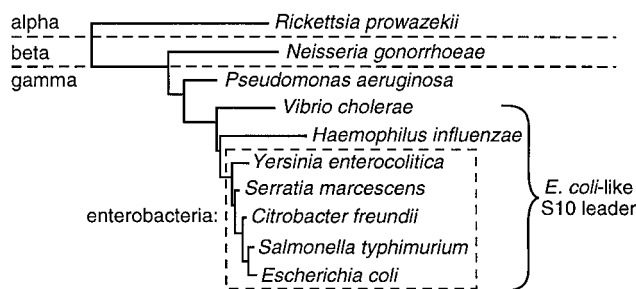 alpha
Rickettsia prowazekii
beta
Neisseria gonorrhoeae
gamma
Pseudomonas aeruginosa
Vibrio cholerae
Haemophilus influenzae
Yersinia enterocolitica
Serratia marcescens
enterobacteria:
Citrobacter freundii
Salmonella typhimurium
Escherichia coli
E. coli-like
S10 leader